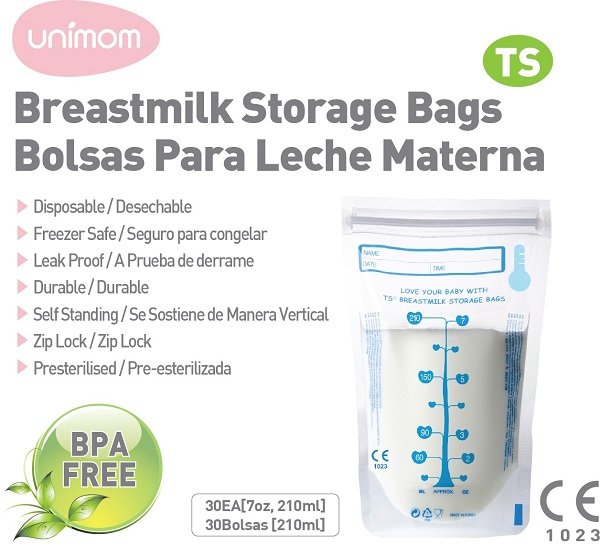 unimom
TS
Breastmilk Storage Bags
Bolsas Para Leche Materna
Disposable / Desechable
Freezer Safe / Seguro para congelar
Leak Proof / A Prueba de derrame
Durable / Durable
Self Standing / Se Sostiene de Manera Vertical
Zip Lock / Zip Lock
Presterilised / Pre-esterilizada
BPA
FREE
30EA[7oz, 210ml]
30Bolsas [210ml]
NAME
DATE TIME
LOVE YOUR BABY WITH
TS BREASTMILK STORAGE BAGS
210 7
150 5
90 3
60 2
ML APPROX OZ
CE
1023
MADE IN KOREA
CE
1023